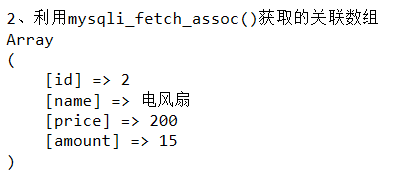 2、利用mysqli_fetch_assoc()获取的关联数组
Array
(
    [id] => 2
    [name] => 电风扇
    [price] => 200
    [amount] => 15
)